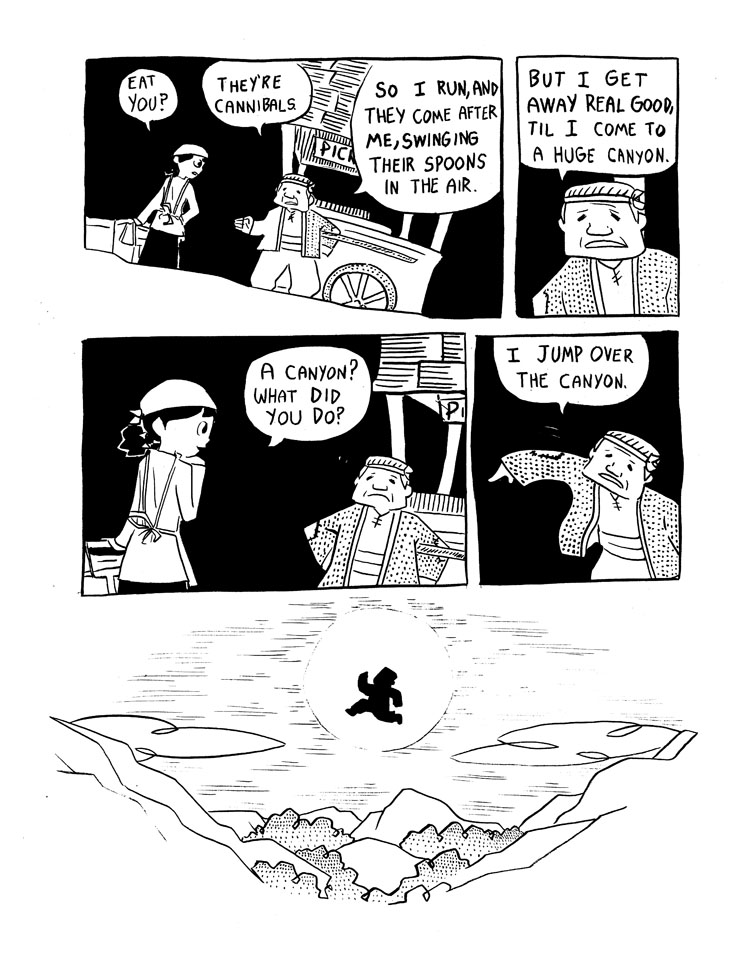 EAT
YOU?
THEY'RE
CANNIBALS.
SO I RUN, AND
THEY COME AFTER
ME, SWINGING
THEIR SPOONS
IN THE AIR.
PICK
BUT I GET
AWAY REAL GOOD,
TIL I COME TO
A HUGE CANYON.
A CANYON?
WHAT DID
YOU DO?
PI
I JUMP OVER
THE CANYON.